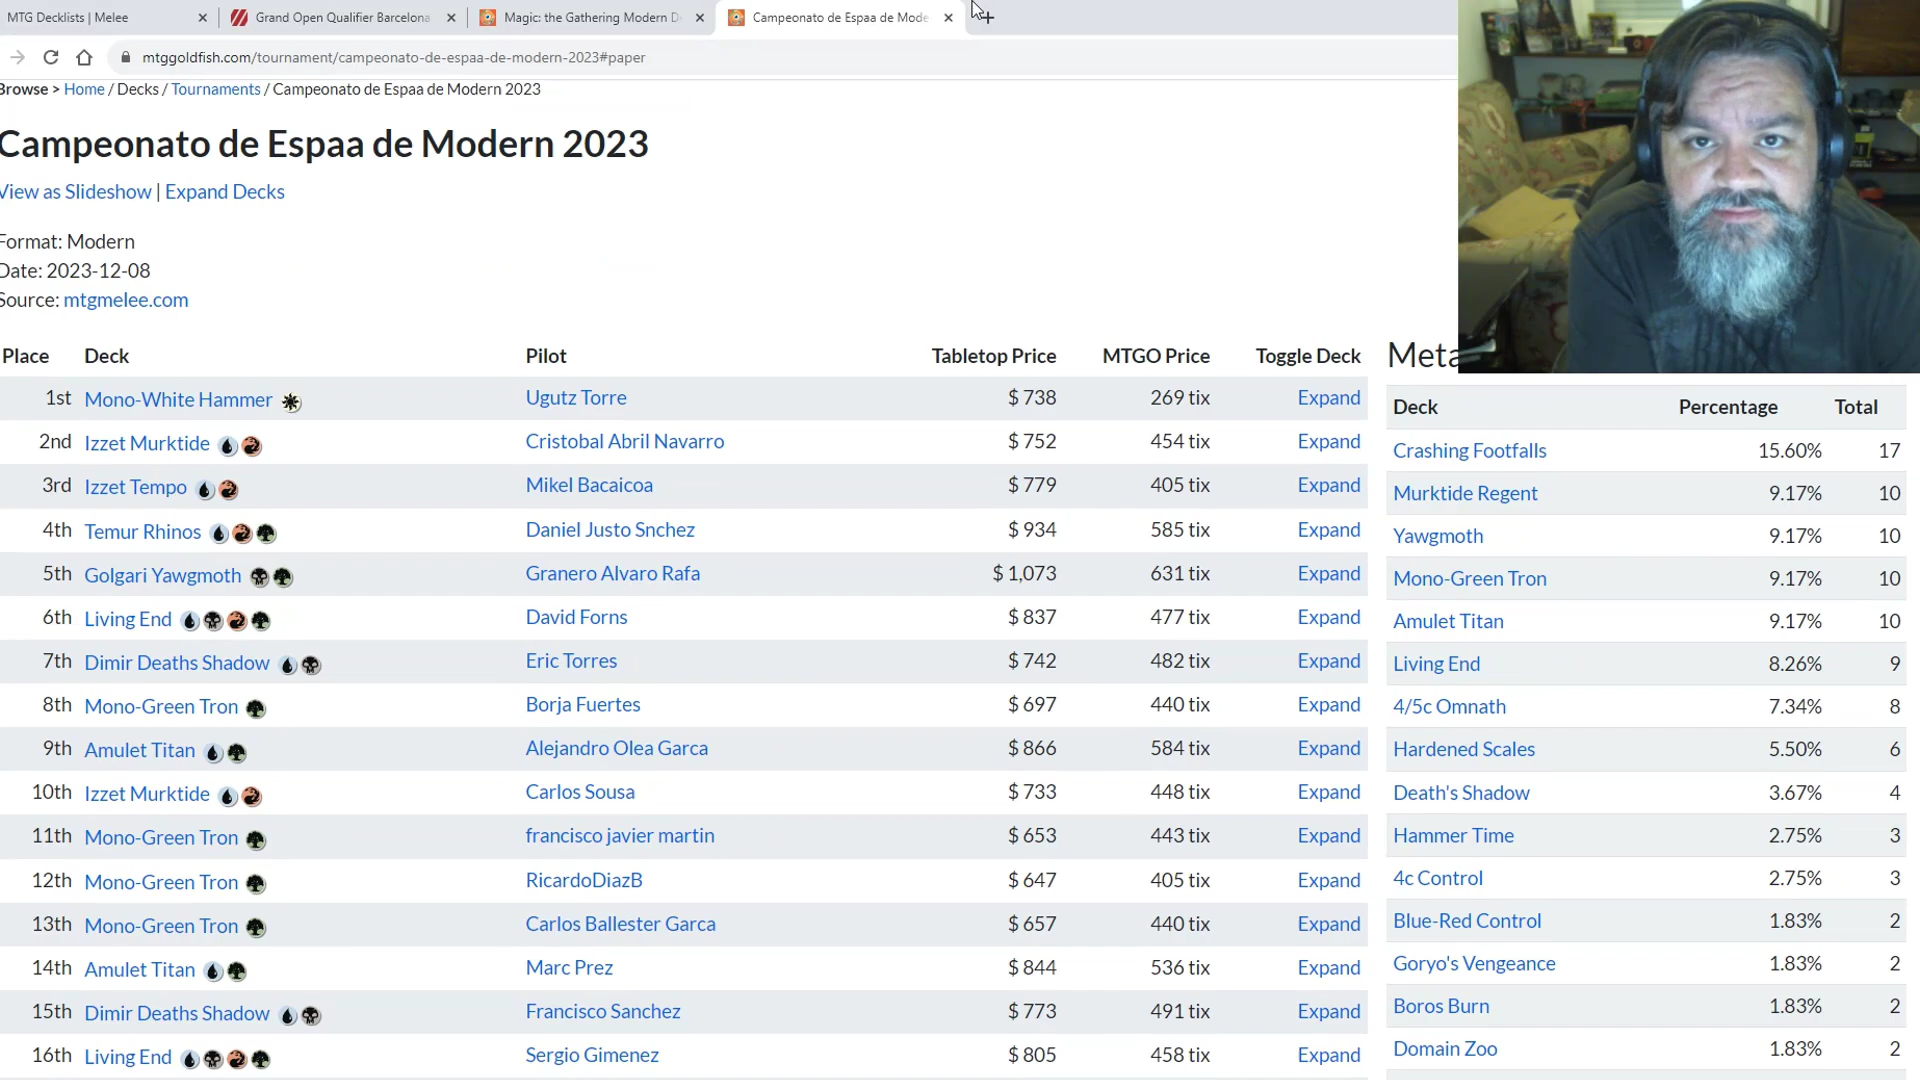 MTG Decklists | Melee
Grand Open Qualifier Barcelona
Magic: the Gathering Modern D
Campeonato de Espaa de Mode
mtggoldfish.com/tournament/campeonato-de-espaa-de-modern-2023#paper
Browse > Home / Decks / Tournaments / Campeonato de Espaa de Modern 2023
Campeonato de Espaa de Modern 2023
View as Slideshow | Expand Decks
Format: Modern
Date: 2023-12-08
Source: mtgmelee.com
Place Deck Pilot Tabletop Price MTGO Price Toggle Deck
1st Mono-White Hammer Ugutz Torre $ 738 269 tix Expand
2nd Izzet Murktide Cristobal Abril Navarro $ 752 454 tix Expand
3rd Izzet Tempo Mikel Bacaicoa $ 779 405 tix Expand
4th Temur Rhinos Daniel Justo Snchez $ 934 585 tix Expand
5th Golgari Yawgmoth Granero Alvaro Rafa $ 1,073 631 tix Expand
6th Living End David Forns $ 837 477 tix Expand
7th Dimir Deaths Shadow Eric Torres $ 742 482 tix Expand
8th Mono-Green Tron Borja Fuertes $ 697 440 tix Expand
9th Amulet Titan Alejandro Olea Garca $ 866 584 tix Expand
10th Izzet Murktide Carlos Sousa $ 733 448 tix Expand
11th Mono-Green Tron francisco javier martin $ 653 443 tix Expand
12th Mono-Green Tron RicardoDiazB $ 647 405 tix Expand
13th Mono-Green Tron Carlos Ballester Garca $ 657 440 tix Expand
14th Amulet Titan Marc Prez $ 844 536 tix Expand
15th Dimir Deaths Shadow Francisco Sanchez $ 773 491 tix Expand
16th Living End Sergio Gimenez $ 805 458 tix Expand
Meta
Deck Percentage Total
Crashing Footfalls 15.60% 17
Murktide Regent 9.17% 10
Yawgmoth 9.17% 10
Mono-Green Tron 9.17% 10
Amulet Titan 9.17% 10
Living End 8.26% 9
4/5c Omnath 7.34% 8
Hardened Scales 5.50% 6
Death's Shadow 3.67% 4
Hammer Time 2.75% 3
4c Control 2.75% 3
Blue-Red Control 1.83% 2
Goryo's Vengeance 1.83% 2
Boros Burn 1.83% 2
Domain Zoo 1.83% 2